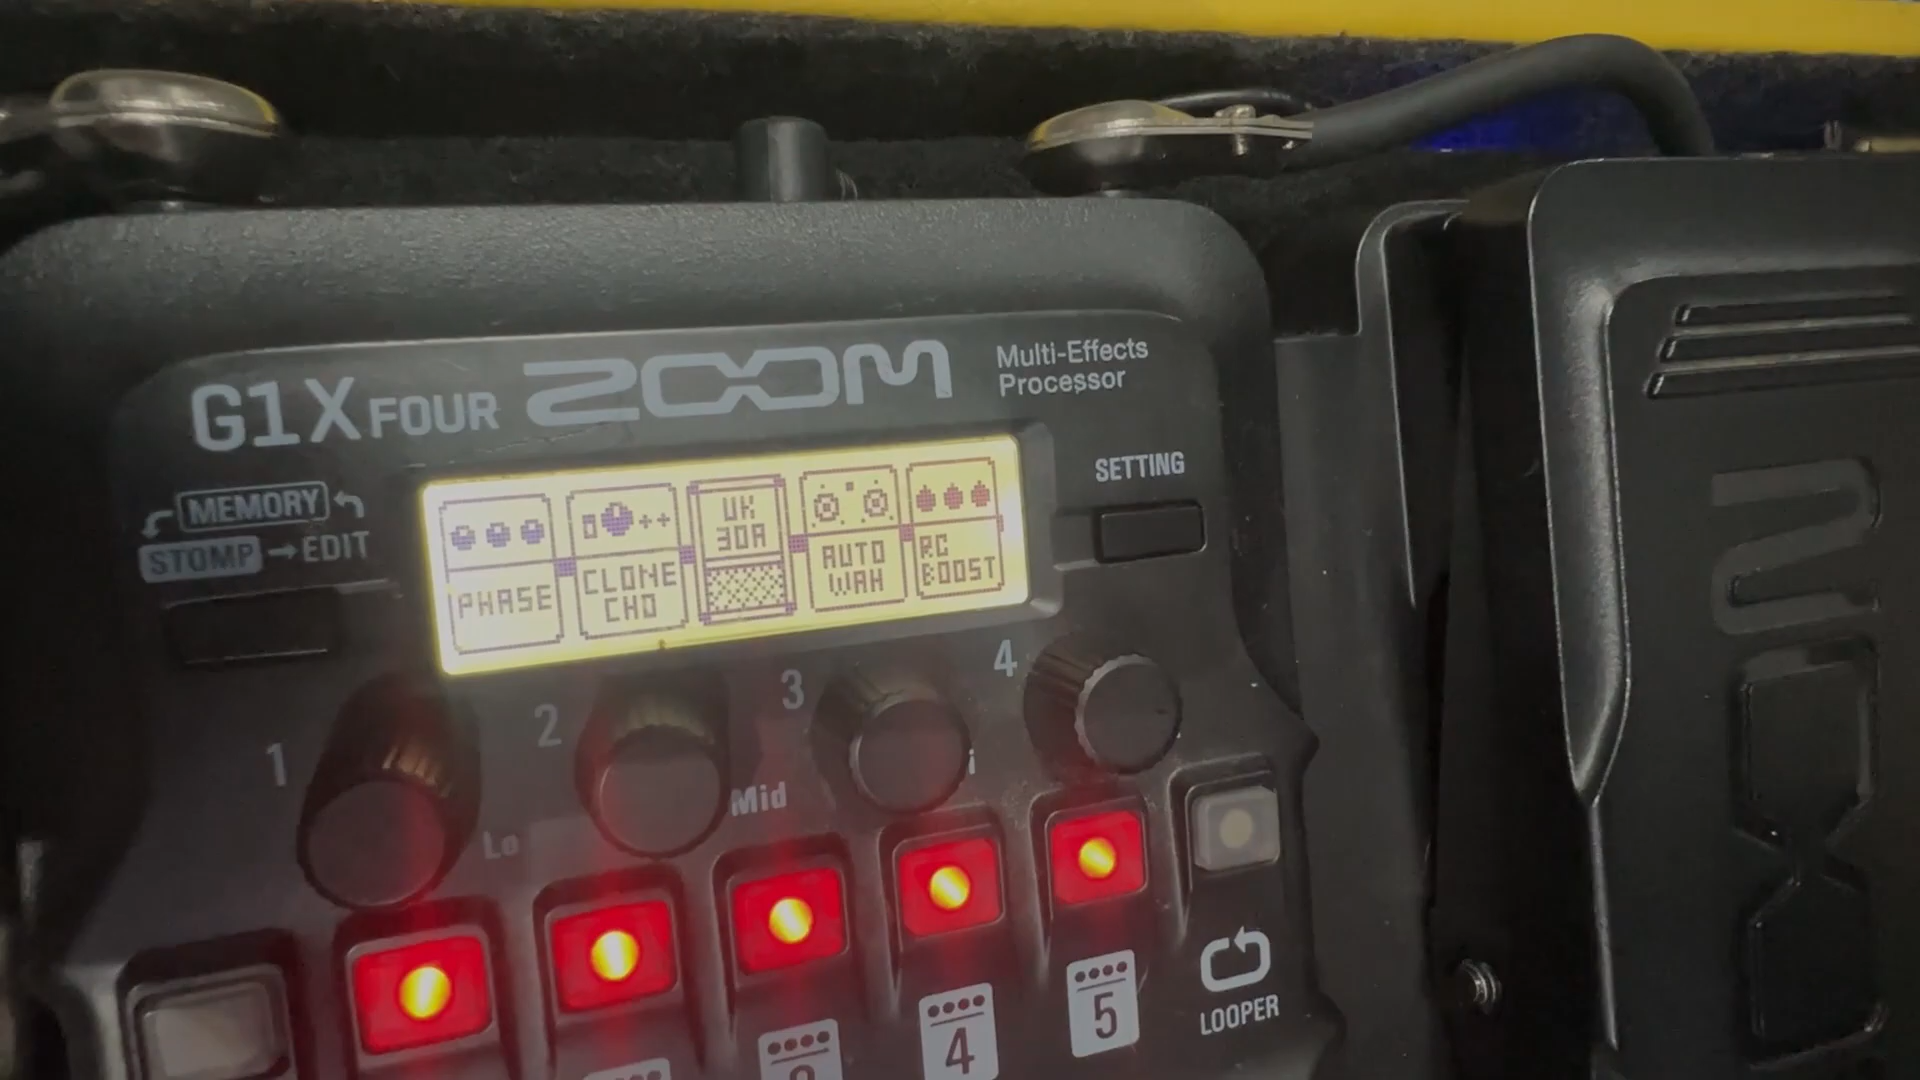 G1X FOUR ZOOM
Multi-Effects
Processor
MEMORY
STOMP → EDIT
SETTING
PHASE
CLONE
CHO
UK
30A
AUTO
WAH
RC
BOOST
1
2
3
4
Lo
Mid
4
5
LOOPER